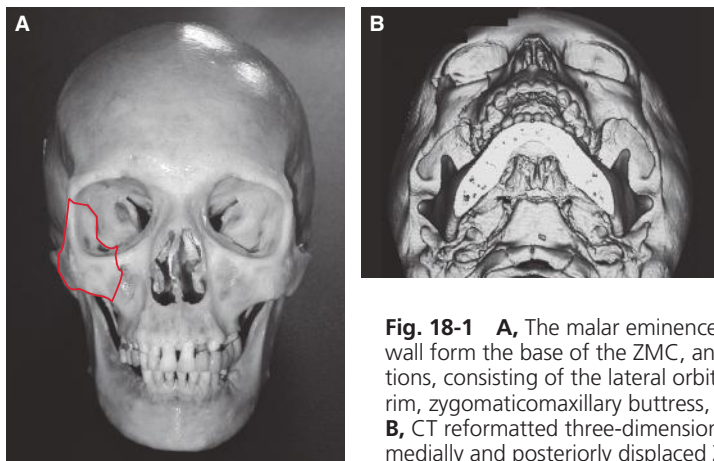 A
B
Fig. 18-1 A, The malar eminence
wall form the base of the ZMC, an
tions, consisting of the lateral orbit
rim, zygomaticomaxillary buttress,
B, CT reformatted three-dimension
medially and posteriorly displaced